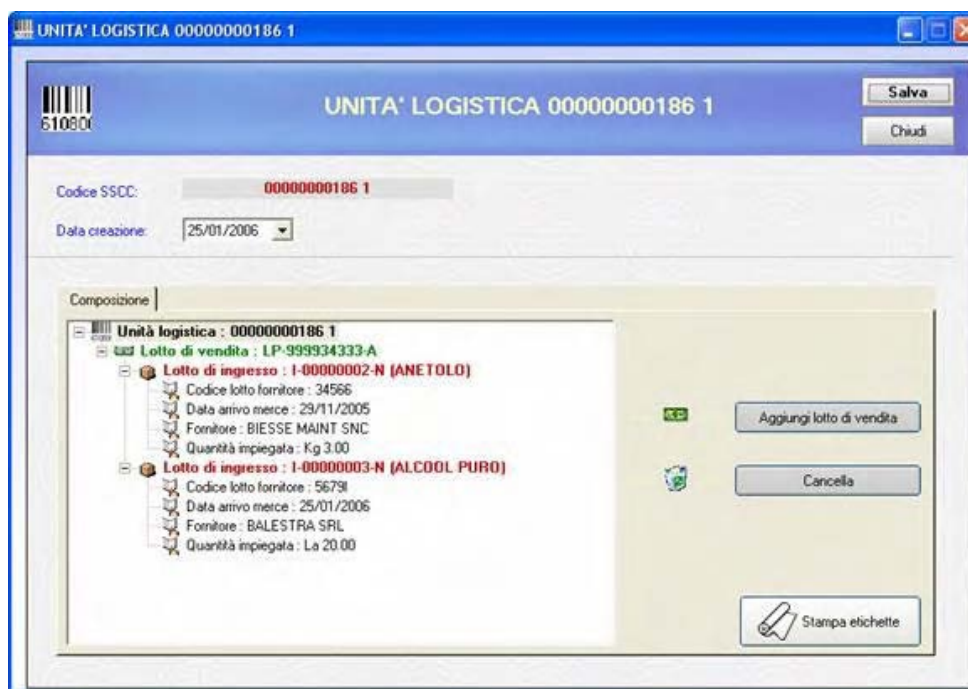 UNITA' LOGISTICA 00000000186 1
UNITA' LOGISTICA 00000000186 1
Salva
Chiudi
Codice SSCC:
00000000186 1
Data creazione:
25/01/2006
Composizione
Unità logistica : 00000000186 1
Lotto di vendita : LP-999934333-A
Lotto di ingresso : I-00000002-N (ANETOLO)
Codice lotto fornitore : 34566
Data arrivo merce : 29/11/2005
Fornitore : BIESSE MAINT SNC
Quantità impiegata : Kg 3.00
Lotto di ingresso : I-00000003-N (ALCOOL PURO)
Codice lotto fornitore : 5679I
Data arrivo merce : 25/01/2006
Fornitore : BALESTRA SRL
Quantità impiegata : La 20.00
Aggiungi lotto di vendita
Cancella
Stampa etichette